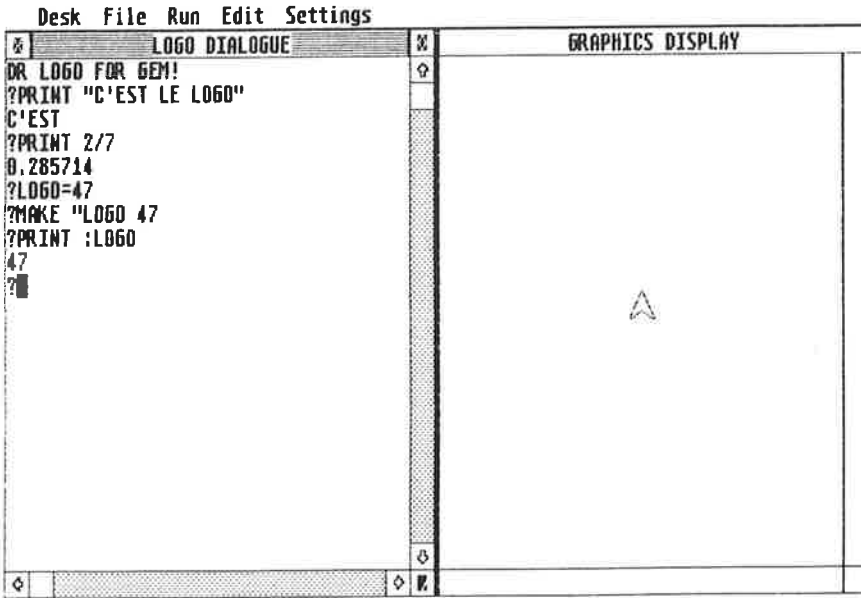 Desk File Run Edit Settings
LOGO DIALOGUE
GRAPHICS DISPLAY
DR LOGO FOR GEM!
?PRINT "C'EST LE LOGO"
C'EST
?PRINT 2/7
0.285714
?LOGO=47
?MAKE "LOGO 47
?PRINT :LOGO
47
?